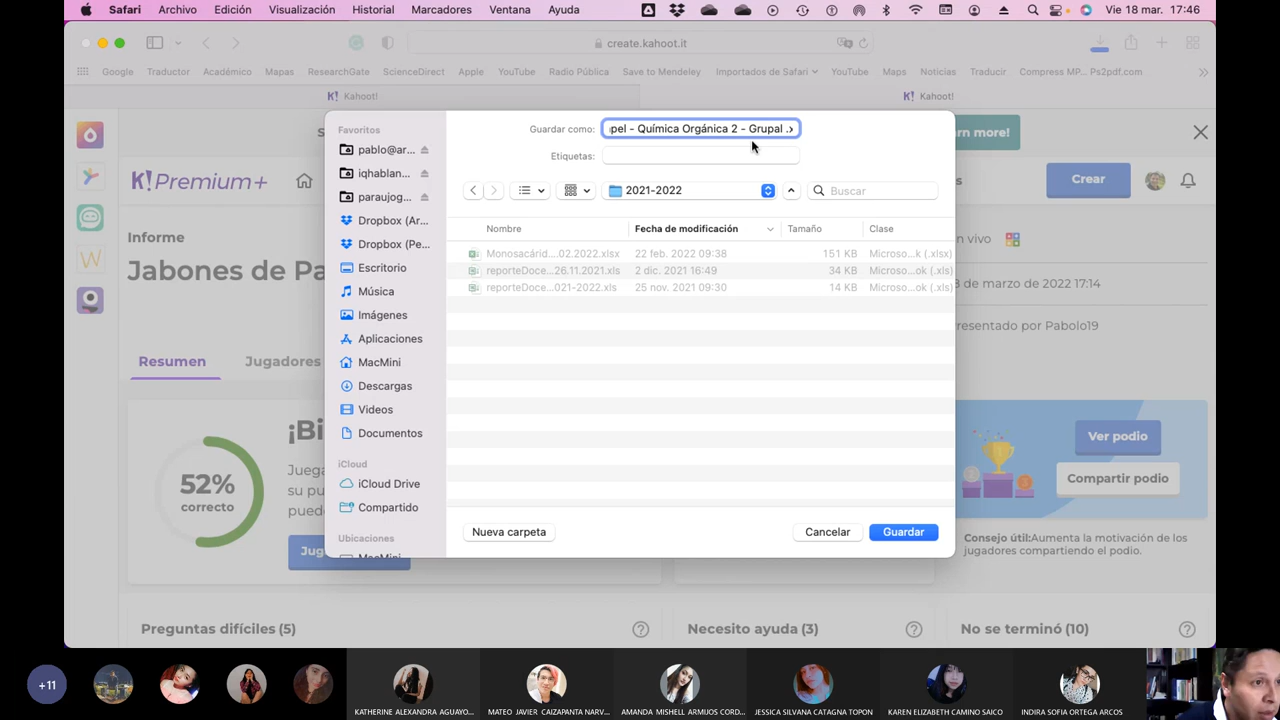 Safari Archivo Edición Visualización Historial Marcadores Ventana Ayuda Vie 18 mar. 17:46
create.kahoot.it
Google Traductor Académico Mapas ResearchGate ScienceDirect Apple YouTube Radio Pública Save to Mendeley Importados de Safari YouTube Maps Noticias Traducir Compress MP... Ps2pdf.com
Kahoot! Kahoot!
K!Premium+
Informe
Jabones de Pa
Resumen Jugadores
52%
correcto
¡Bi
Juega
su pu
puede
Jug
Preguntas difíciles (5) Necesito ayuda (3) No se terminó (10)
Favoritos
pablo@ar...
iqhablan...
paraujog...
Dropbox (Ar...
Dropbox (Pe...
Escritorio
Música
Imágenes
Aplicaciones
MacMini
Descargas
Videos
Documentos
iCloud
iCloud Drive
Compartido
Ubicaciones
MacMini
Guardar como: pel - Química Orgánica 2 - Grupal .x
Etiquetas:
2021-2022 Buscar
Nombre Fecha de modificación Tamaño Clase
Monosacárid....02.2022.xlsx 22 feb. 2022 09:38 151 KB Microso...k (.xlsx)
reporteDoce...26.11.2021.xls 2 dic. 2021 16:49 34 KB Microso...ok (.xls)
reporteDoce...021-2022.xls 25 nov. 2021 09:30 14 KB Microso...ok (.xls)
Nueva carpeta Cancelar Guardar
arn more!
s Crear
en vivo
8 de marzo de 2022 17:14
resentado por Pabolo19
Ver podio
Compartir podio
Consejo útil:Aumenta la motivación de los
jugadores compartiendo el podio.
+11
KATHERINE ALEXANDRA AGUAYO... MATEO JAVIER CAIZAPANTA NARV... AMANDA MISHELL ARMIJOS CORD... JESSICA SILVANA CATAGNA TOPON KAREN ELIZABETH CAMINO SAICO INDIRA SOFIA ORTEGA ARCOS